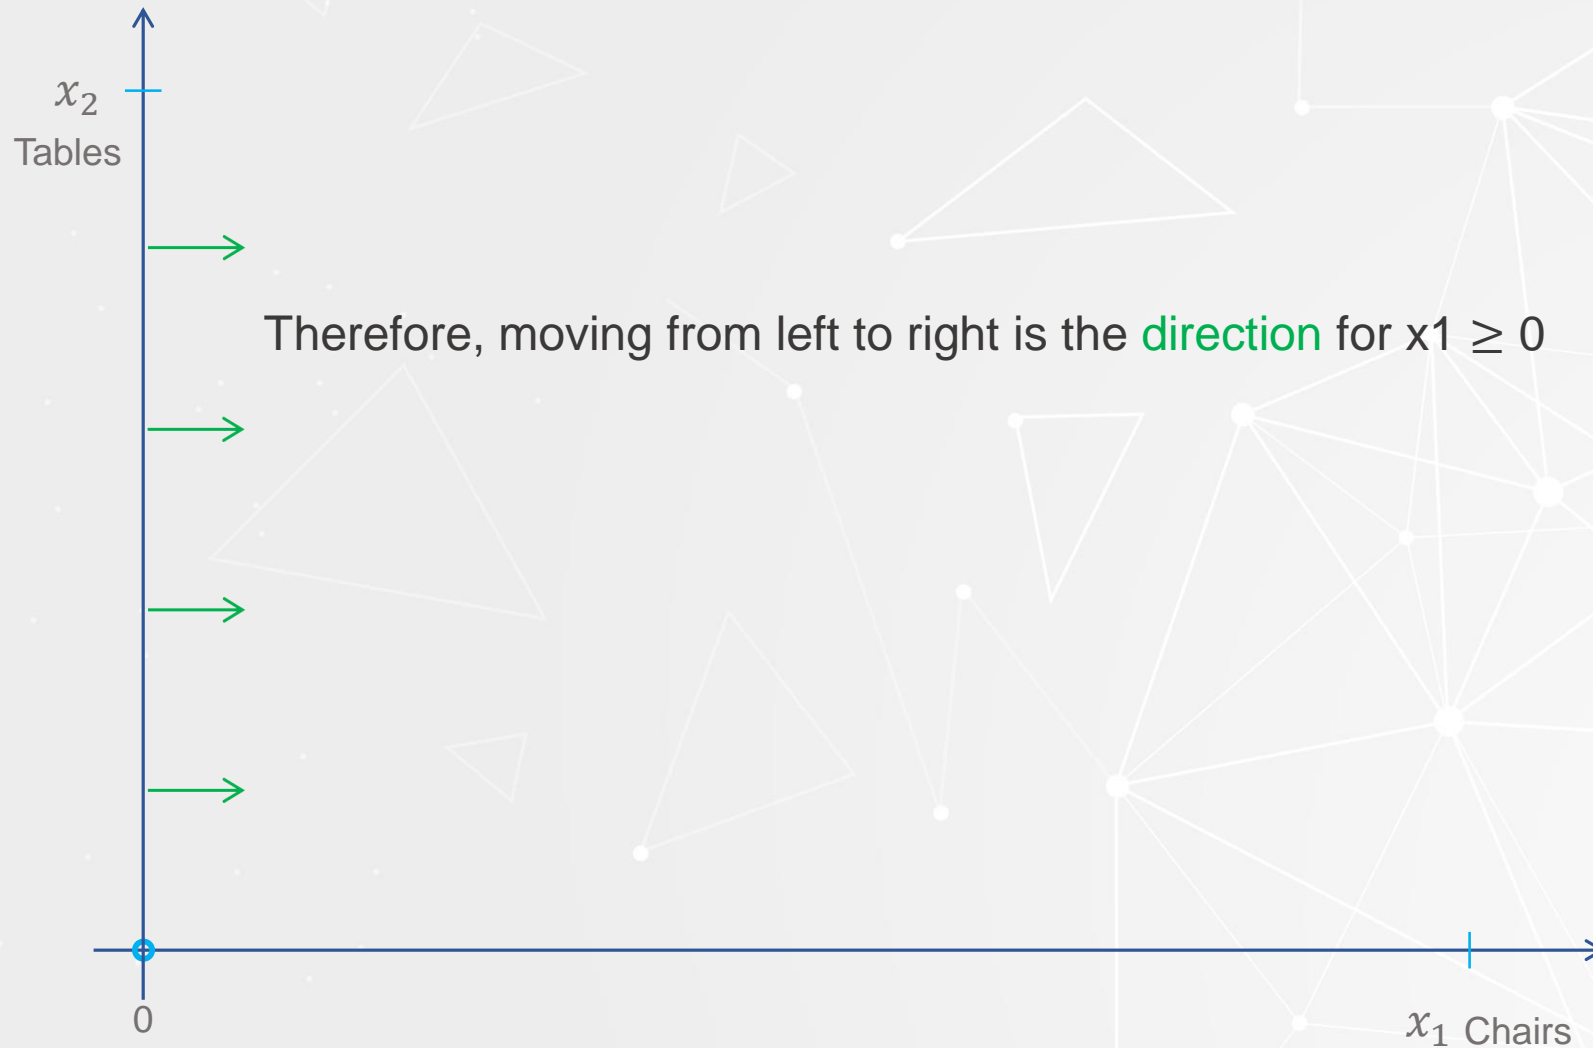 x₂
Tables
Therefore, moving from left to right is the direction for x1 ≥ 0
0
x₁ Chairs